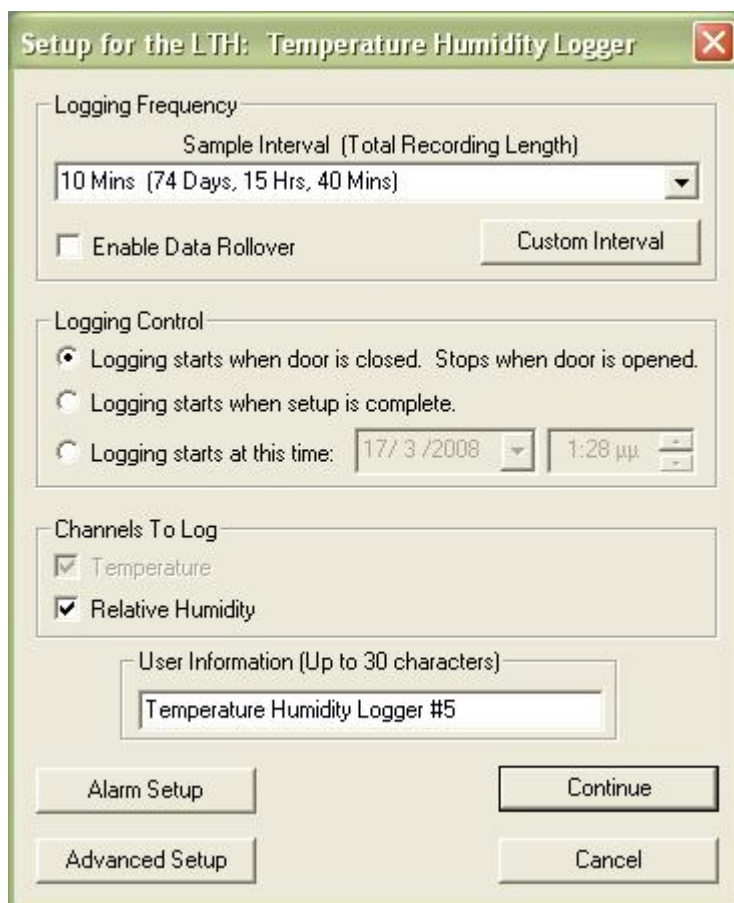 Setup for the LTH: Temperature Humidity Logger
Logging Frequency
Sample Interval (Total Recording Length)
10 Mins (74 Days, 15 Hrs, 40 Mins)
Enable Data Rollover
Custom Interval
Logging Control
Logging starts when door is closed. Stops when door is opened.
Logging starts when setup is complete.
Logging starts at this time: 17/ 3 /2008 1:28 μμ
Channels To Log
Temperature
Relative Humidity
User Information (Up to 30 characters)
Temperature Humidity Logger #5
Alarm Setup
Continue
Advanced Setup
Cancel